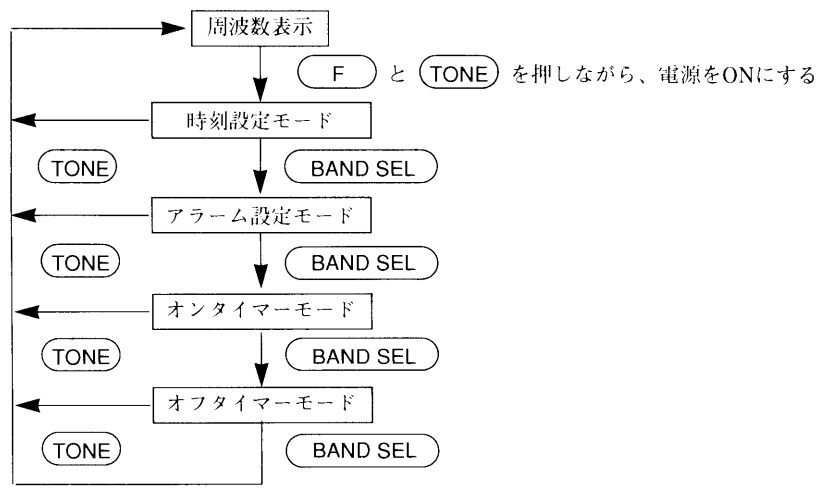 周波数表示
F と TONE を押しながら、電源をONにする
時刻設定モード
TONE BAND SEL
アラーム設定モード
TONE BAND SEL
オンタイマーモード
TONE BAND SEL
オフタイマーモード
TONE BAND SEL